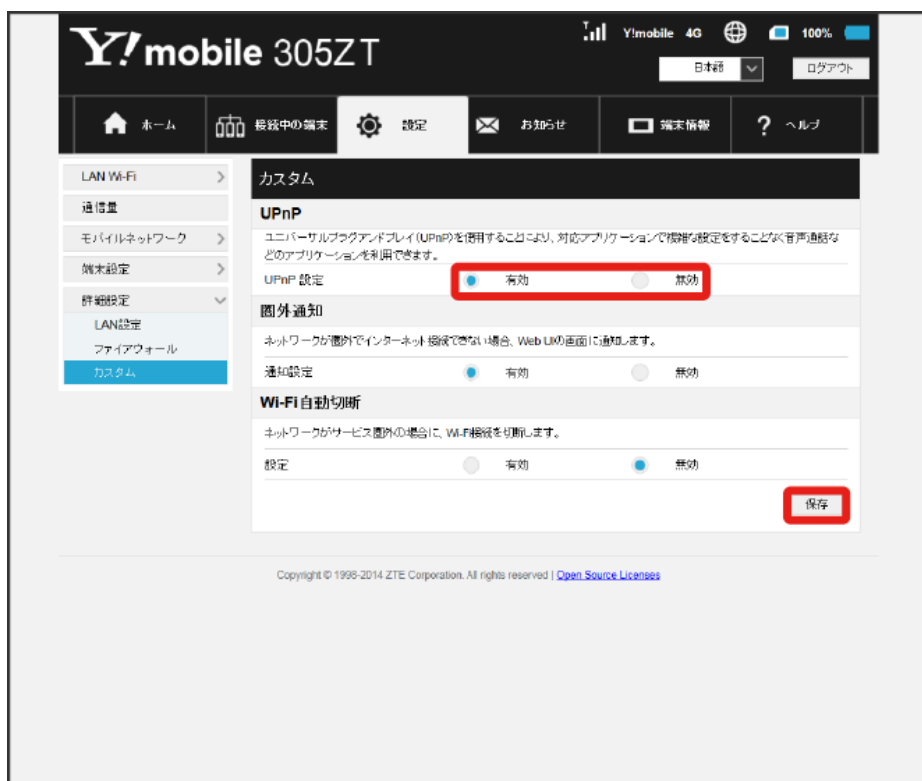 Y!mobile 305ZT
Y!mobile 4G 100%
日本語 ログアウト
ホーム 接続中の端末 設定 お知らせ 端末情報 ? ヘルプ
LAN Wi-Fi
通信量
モバイルネットワーク
端末設定
詳細設定
LAN設定
ファイアウォール
カスタム
カスタム
UPnP
ユニバーサルプラグアンドプレイ(UPnP)を使用することにより、対応アプリケーションで複雑な設定をすることなく音声通話な
どのアプリケーションを利用できます。
UPnP 設定 有効 無効
圏外通知
ネットワークが圏外でインターネット接続できない場合、Web UIの画面に通知します。
通知設定 有効 無効
Wi-Fi自動切断
ネットワークがサービス圏外の場合に、Wi-Fi接続を切断します。
設定 有効 無効
保存
Copyright © 1998-2014 ZTE Corporation. All rights reserved | Open Source Licenses